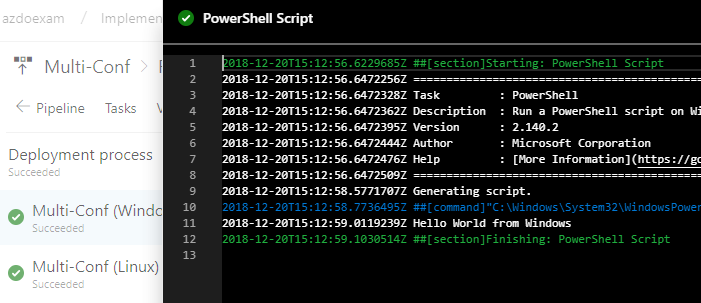 azdoexam / Implemen
Multi-Conf >
Pipeline Tasks
Deployment process
Succeeded
Multi-Conf (Windo
Succeeded
Multi-Conf (Linux)
Succeeded
PowerShell Script
1 2018-12-20T15:12:56.6229685Z ##[section]Starting: PowerShell Script
2 2018-12-20T15:12:56.6472256Z ==============================================
3 2018-12-20T15:12:56.6472328Z Task : PowerShell
4 2018-12-20T15:12:56.6472362Z Description : Run a PowerShell script on Wi
5 2018-12-20T15:12:56.6472395Z Version : 2.140.2
6 2018-12-20T15:12:56.6472444Z Author : Microsoft Corporation
7 2018-12-20T15:12:56.6472476Z Help : [More Information](https://go
8 2018-12-20T15:12:56.6472509Z ==============================================
9 2018-12-20T15:12:58.5771707Z Generating script.
10 2018-12-20T15:12:58.7736495Z ##[command]"C:\Windows\System32\WindowsPower
11 2018-12-20T15:12:59.0119239Z Hello World from Windows
12 2018-12-20T15:12:59.1030514Z ##[section]Finishing: PowerShell Script
13